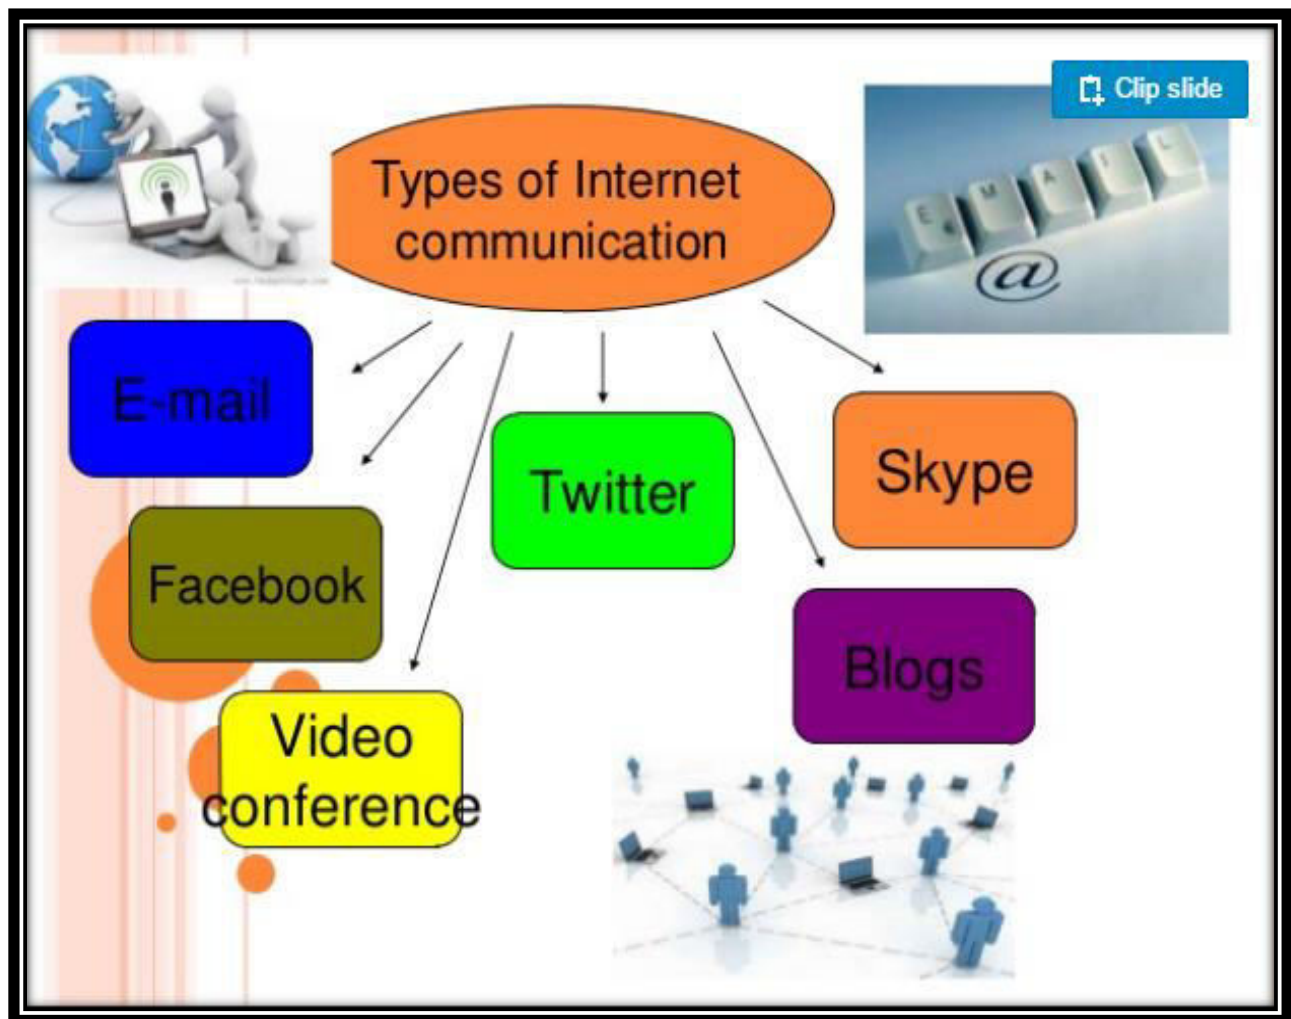 Clip slide
Types of Internet
communication
E M A I L
@
E-mail
Skype
Twitter
Facebook
Blogs
Video
conference